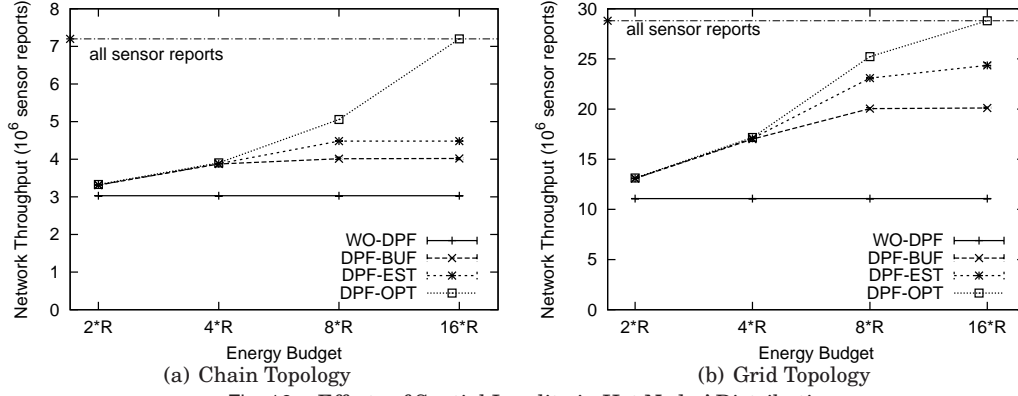 Network Throughput (10^6 sensor reports)
8
7
6
5
4
3
2
1
0
all sensor reports
WO-DPF
DPF-BUF
DPF-EST
DPF-OPT
2*R
4*R
8*R
16*R
Energy Budget
(a) Chain Topology
Network Throughput (10^6 sensor reports)
30
25
20
15
10
5
0
all sensor reports
WO-DPF
DPF-BUF
DPF-EST
DPF-OPT
2*R
4*R
8*R
16*R
Energy Budget
(b) Grid Topology